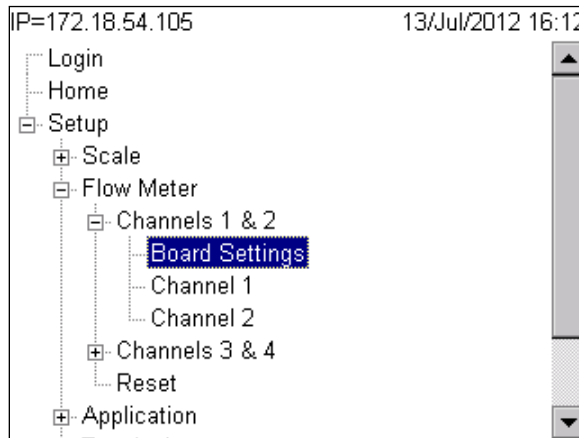 IP=172.18.54.105 13/Jul/2012 16:12
Login
Home
Setup
Scale
Flow Meter
Channels 1 & 2
Board Settings
Channel 1
Channel 2
Channels 3 & 4
Reset
Application